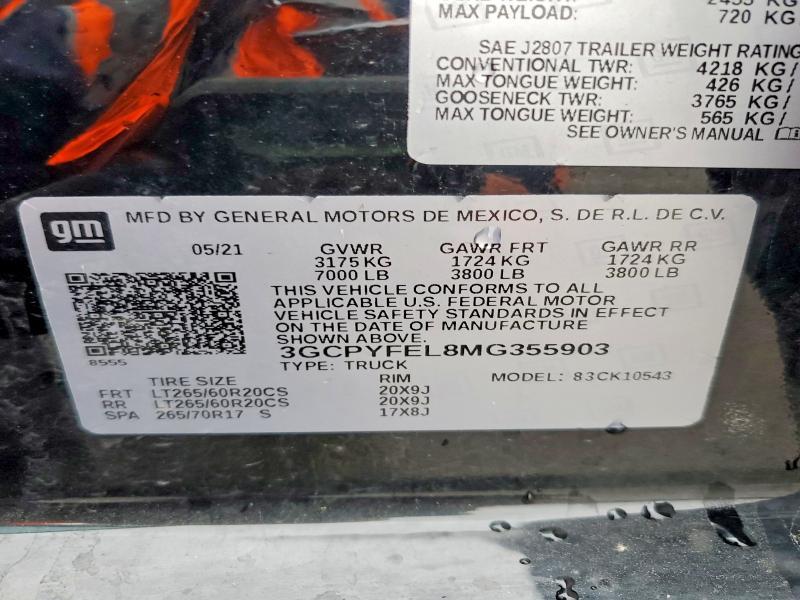 MAX PAYLOAD: 720 KG
SAE J2807 TRAILER WEIGHT RATING
CONVENTIONAL TWR: 4218 KG/
MAX TONGUE WEIGHT: 426 KG/
GOOSENECK TWR: 3765 KG/
MAX TONGUE WEIGHT: 565 KG/
SEE OWNER'S MANUAL
gm MFD BY GENERAL MOTORS DE MEXICO, S. DE R.L. DE C.V.
05/21 GVWR GAWR FRT GAWR RR
3175 KG 1724 KG 1724 KG
7000 LB 3800 LB 3800 LB
THIS VEHICLE CONFORMS TO ALL
APPLICABLE U.S. FEDERAL MOTOR
VEHICLE SAFETY STANDARDS IN EFFECT
ON THE DATE OF MANUFACTURE
SHOWN ABOVE.
3GCPYFEL8MG355903
8555
TYPE: TRUCK
TIRE SIZE RIM MODEL: 83CK10543
FRT LT265/60R20CS 20X9J
RR LT265/60R20CS 20X9J
SPA 265/70R17 S 17X8J